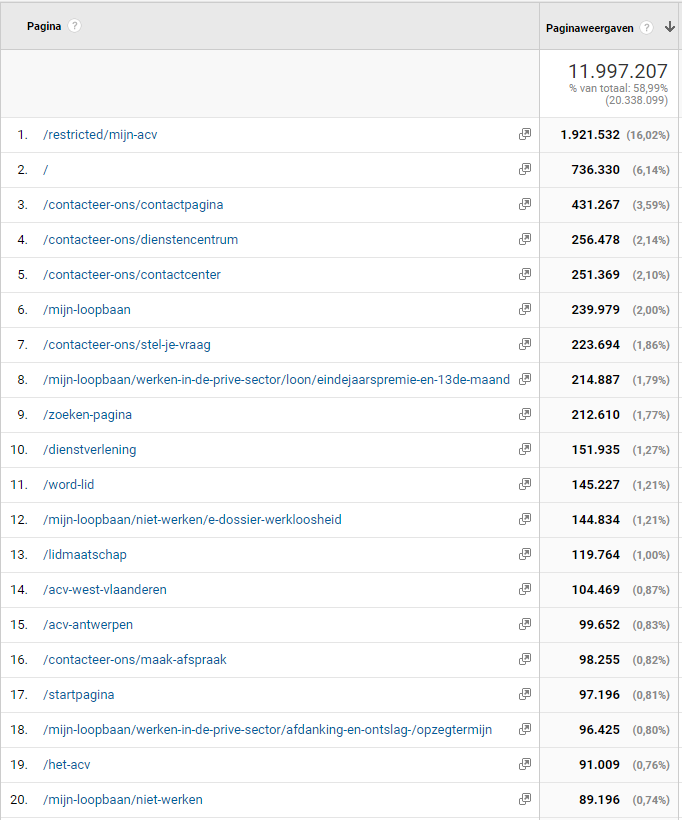 Pagina ? Paginaweergaven ?
11.997.207
% van totaal: 58,99%
(20.338.099)
1. /restricted/mijn-acv 1.921.532 (16,02%)
2. / 736.330 (6,14%)
3. /contacteer-ons/contactpagina 431.267 (3,59%)
4. /contacteer-ons/dienstencentrum 256.478 (2,14%)
5. /contacteer-ons/contactcenter 251.369 (2,10%)
6. /mijn-loopbaan 239.979 (2,00%)
7. /contacteer-ons/stel-je-vraag 223.694 (1,86%)
8. /mijn-loopbaan/werken-in-de-prive-sector/loon/eindejaarspremie-en-13de-maand 214.887 (1,79%)
9. /zoeken-pagina 212.610 (1,77%)
10. /dienstverlening 151.935 (1,27%)
11. /word-lid 145.227 (1,21%)
12. /mijn-loopbaan/niet-werken/e-dossier-werkloosheid 144.834 (1,21%)
13. /lidmaatschap 119.764 (1,00%)
14. /acv-west-vlaanderen 104.469 (0,87%)
15. /acv-antwerpen 99.652 (0,83%)
16. /contacteer-ons/maak-afspraak 98.255 (0,82%)
17. /startpagina 97.196 (0,81%)
18. /mijn-loopbaan/werken-in-de-prive-sector/afdanking-en-ontslag-/opzegtermijn 96.425 (0,80%)
19. /het-acv 91.009 (0,76%)
20. /mijn-loopbaan/niet-werken 89.196 (0,74%)